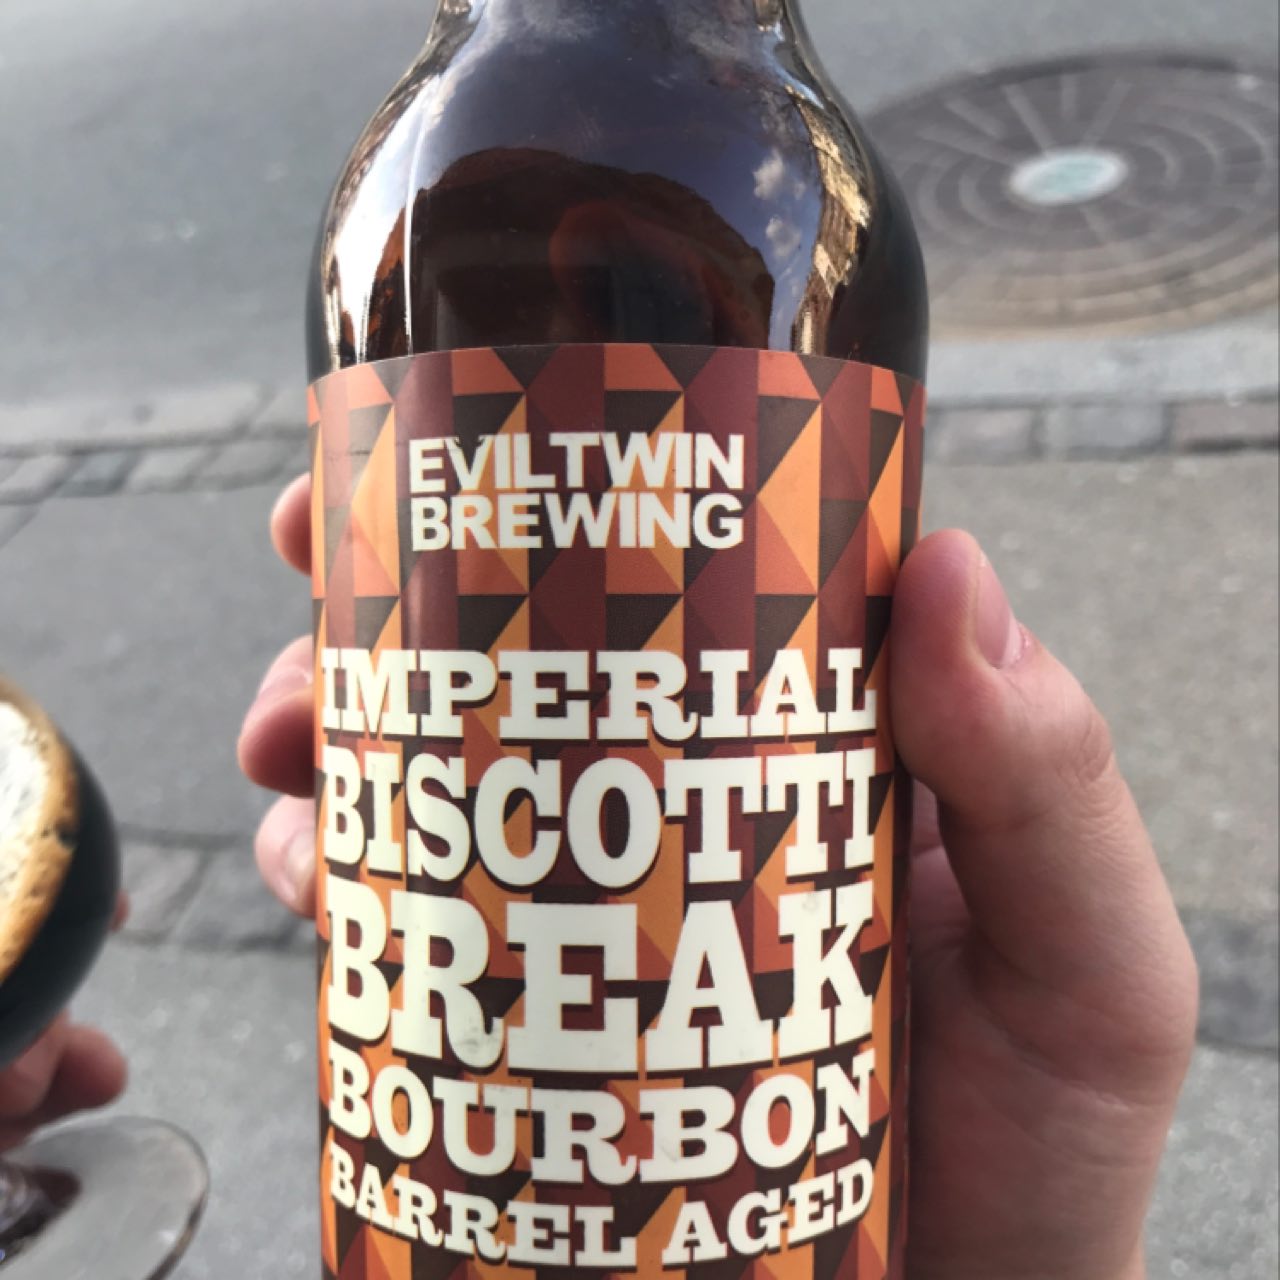 EVILTWIN
BREWING
IMPERIAL
BISCOTTI
BREAK
BOURBON
BARREL AGED